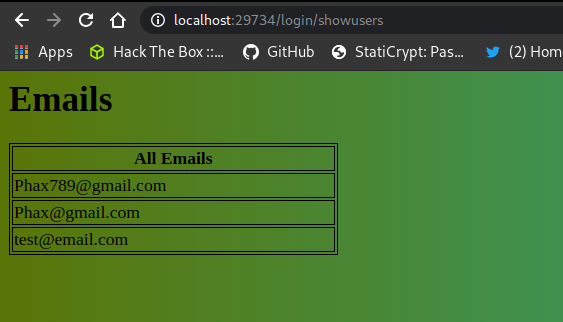 localhost:29734/login/showusers
Apps Hack The Box ::... GitHub StatiCrypt: Pas... (2) Hom
Emails
All Emails
Phax789@gmail.com
Phax@gmail.com
test@email.com